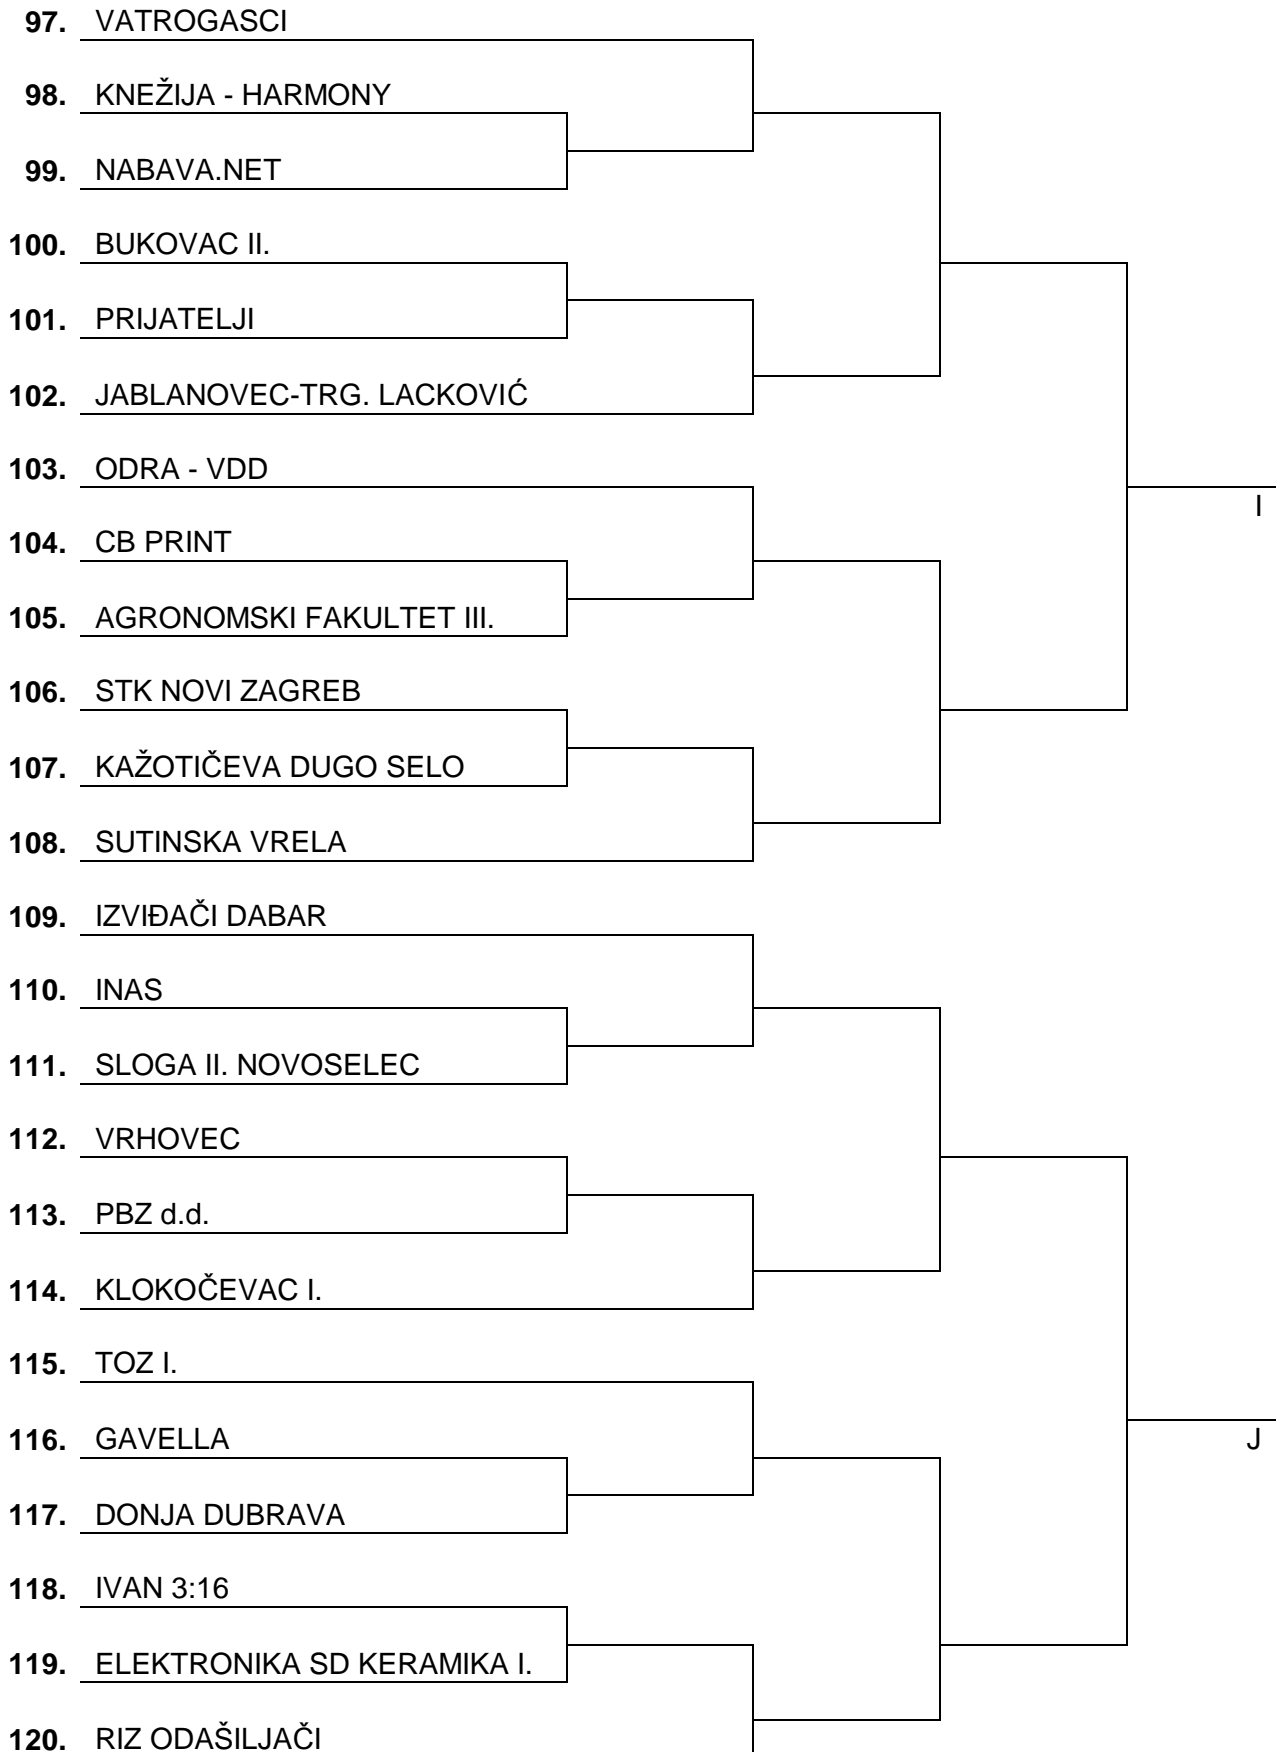 97. VATROGASCI
98. KNEŽIJA - HARMONY
99. NABAVA.NET
100. BUKOVAC II.
101. PRIJATELJI
102. JABLANOVEC-TRG. LACKOVIĆ
103. ODRA - VDD
I
104. CB PRINT
105. AGRONOMSKI FAKULTET III.
106. STK NOVI ZAGREB
107. KAŽOTIČEVA DUGO SELO
108. SUTINSKA VRELA
109. IZVIĐAČI DABAR
110. INAS
111. SLOGA II. NOVOSELEC
112. VRHOVEC
113. PBZ d.d.
114. KLOKOČEVAC I.
115. TOZ I.
116. GAVELLA
J
117. DONJA DUBRAVA
118. IVAN 3:16
119. ELEKTRONIKA SD KERAMIKA I.
120. RIZ ODAŠILJAČI